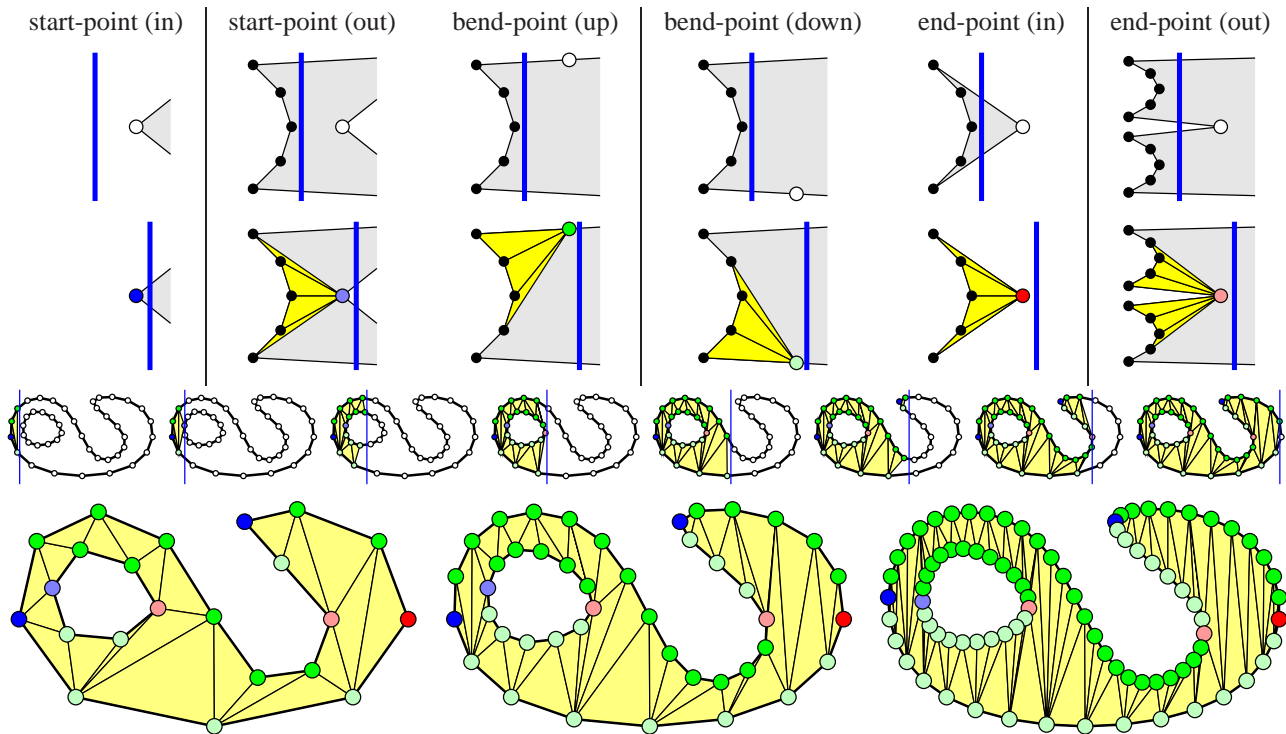 start-point (in) start-point (out) bend-point (up) bend-point (down) end-point (in) end-point (out)